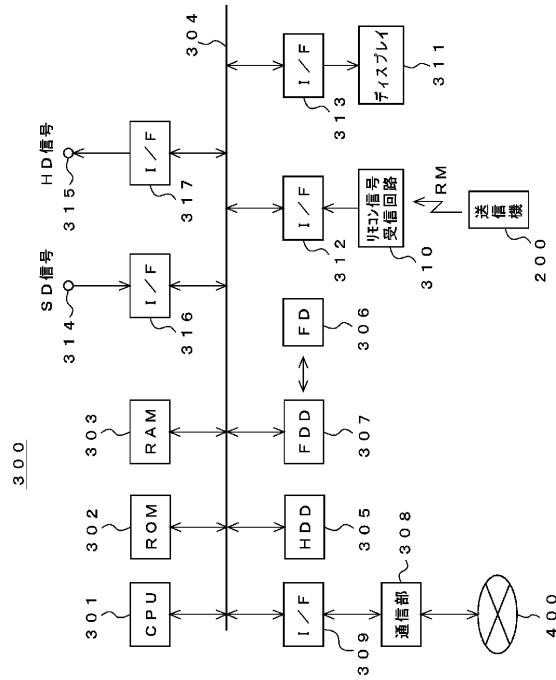 300
301
CPU
302
ROM
303
RAM
314
SD信号
I/F
316
315
HD信号
I/F
317
304
I/F
309
HDD
305
FDD
307
FD
306
I/F
312
I/F
313
通信部
308
リモコン信号
受信回路
310
ディスプレイ
311
RM
400
送信機
200